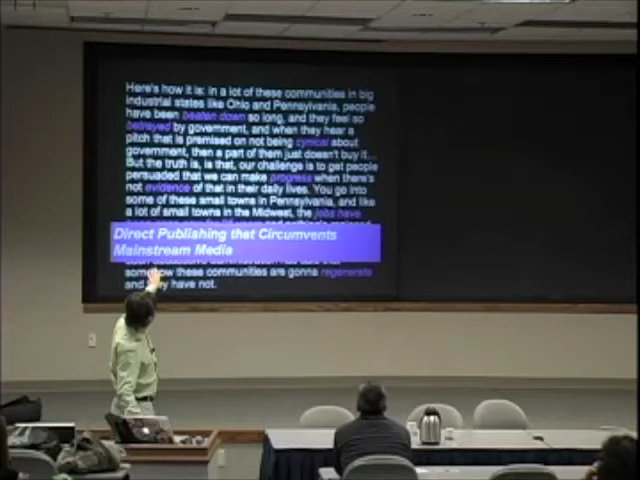 Here's how it is: in a lot of these communities in big
industrial states like Ohio and Pennsylvania, people
have been beaten down so long, and they feel so
betrayed by government, and when they hear a
pitch that is premised on not being cynical about
government, then a part of them just doesn't buy it...
But the truth is, is that, our challenge is to get people
persuaded that we can make progress when there's
not evidence of that in their daily lives. You go into
some of these small towns in Pennsylvania, and like
a lot of small towns in the Midwest, the jobs have
Direct Publishing that Circumvents
Mainstream Media
somehow these communities are gonna regenerate
and they have not.